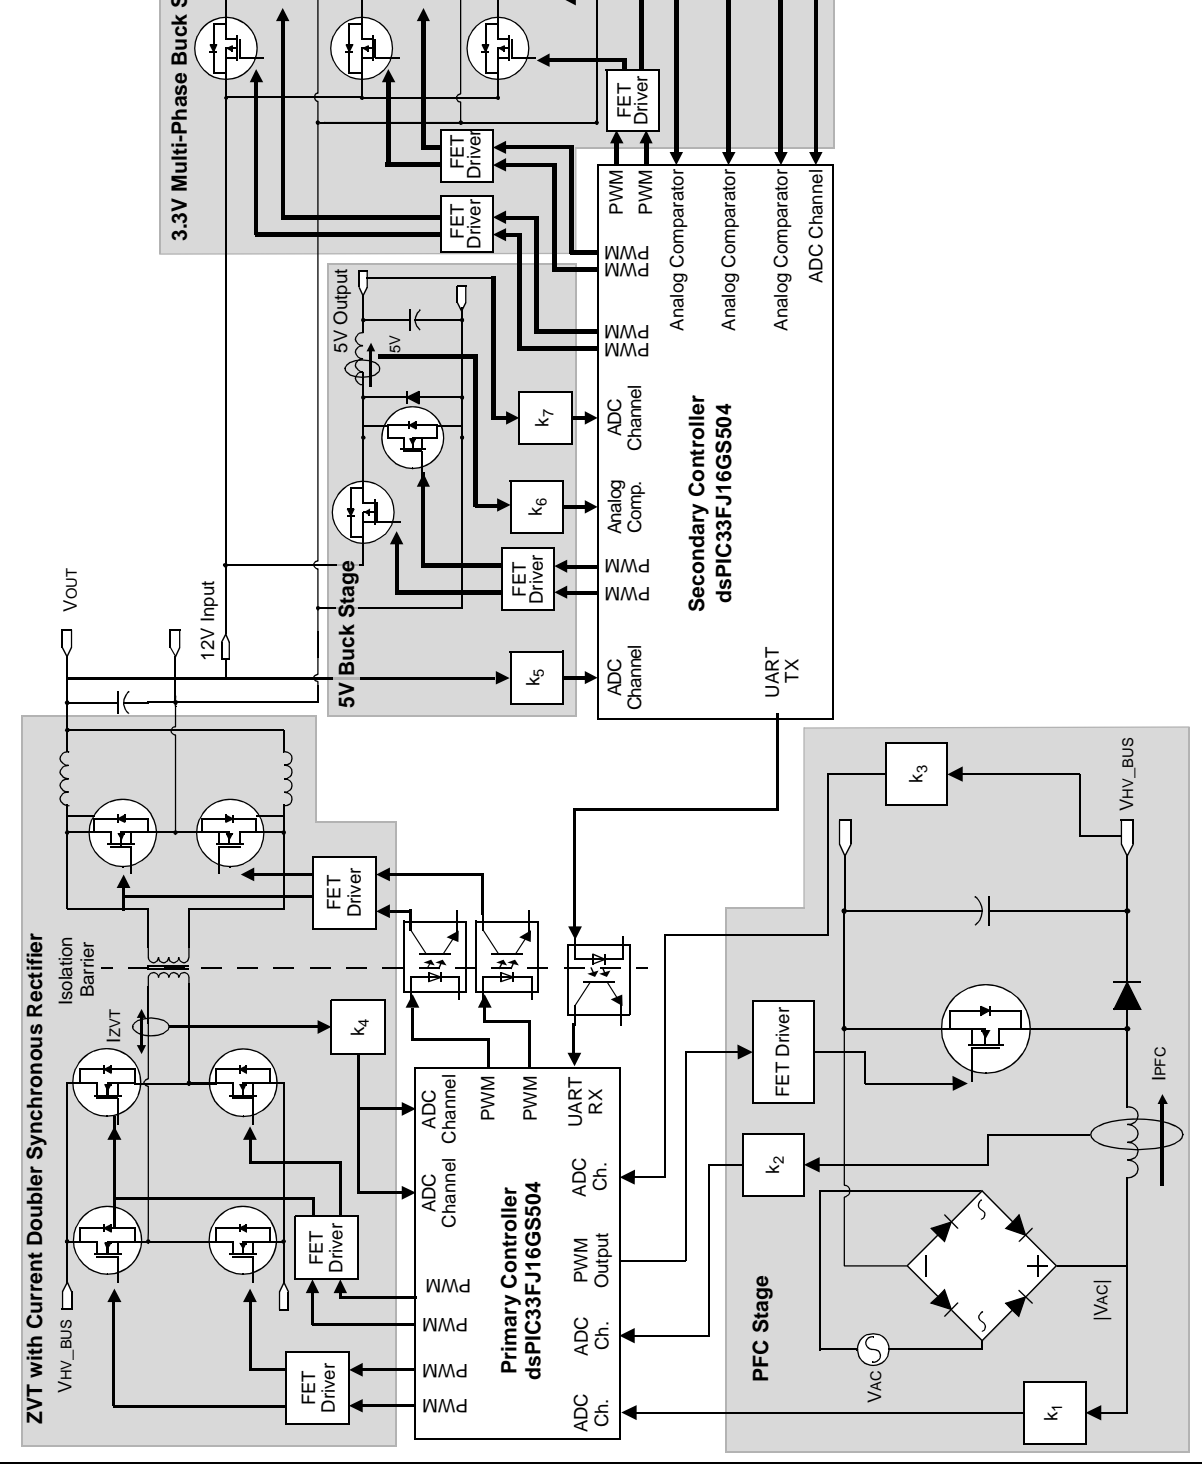 ZVT with Current Doubler Synchronous Rectifier
VHV_BUS
IZVT
Isolation
Barrier
VOUT
12V Input
FET
Driver
FET
Driver
FET
Driver
k4
PWM
PWM
PWM
PWM
ADC
Channel
ADC
Channel
PWM
PWM
UART
RX
Primary Controller
dsPIC33FJ16GS504
ADC
Ch.
ADC
Ch.
PWM
Output
ADC
Ch.
PFC Stage
VAC
|VAC|
k1
k2
FET Driver
k3
IPFC
VHV_BUS
+
−
5V Buck Stage
5V Output
5V
k5
FET
Driver
k6
k7
ADC
Channel
PWM
PWM
Analog
Comp.
ADC
Channel
PWM
PWM
PWM
PWM
UART
TX
Secondary Controller
dsPIC33FJ16GS504
PWM
PWM
Analog Comparator
Analog Comparator
Analog Comparator
ADC Channel
3.3V Multi-Phase Buck S
FET
Driver
FET
Driver
FET
Driver